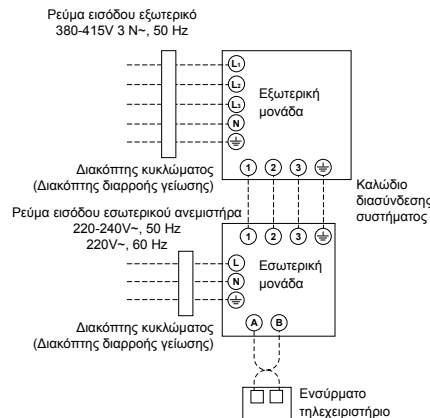 Ρεύμα εισόδου εξωτερικό
380-415V 3 N~, 50 Hz
L1
L2
L3
N
Εξωτερική
μονάδα
1 2 3
Διακόπτης κυκλώματος
(Διακόπτης διαρροής γείωσης)
Καλώδιο
διασύνδεσης
συστήματος
Ρεύμα εισόδου εσωτερικού ανεμιστήρα
220-240V~, 50 Hz
220V~, 60 Hz
1 2 3
L
N
Εσωτερική
μονάδα
Διακόπτης κυκλώματος
(Διακόπτης διαρροής γείωσης)
A B
Ενσύρματο
τηλεχειριστήριο